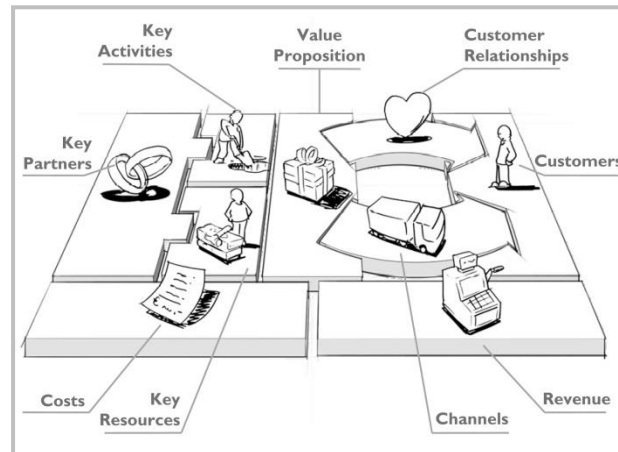 Key
Activities
Value
Proposition
Customer
Relationships
Key
Partners
Customers
Costs
Key
Resources
Channels
Revenue